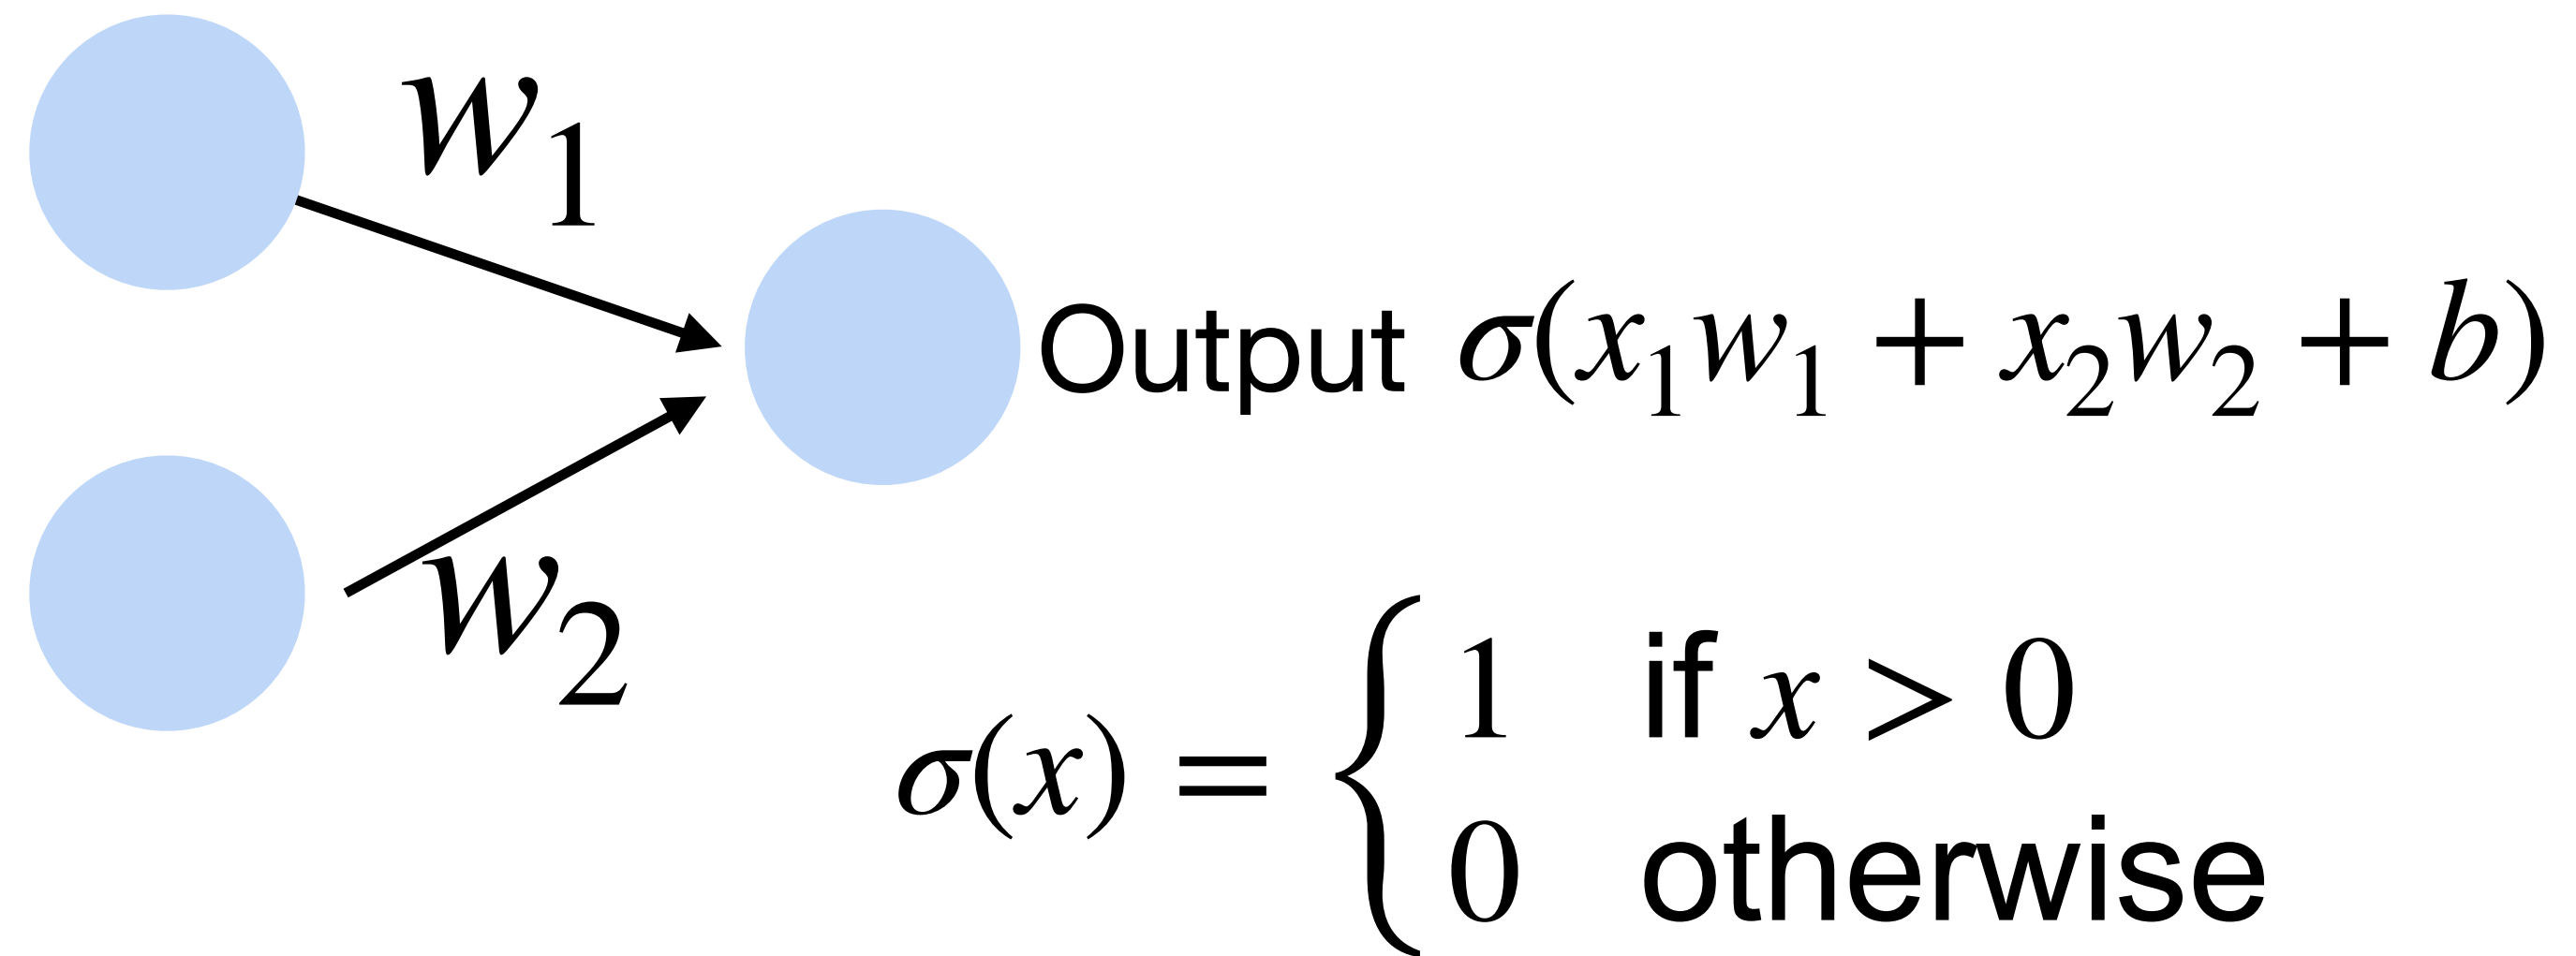 w₁
Output σ(x₁w₁ + x₂w₂ + b)
w₂
σ(x) = { 1 if x > 0
0 otherwise